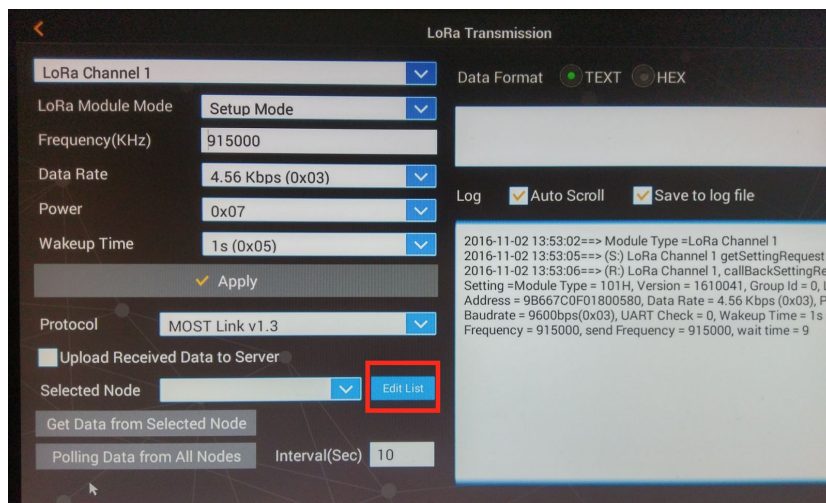 LoRa Transmission
LoRa Channel 1
LoRa Module Mode
Setup Mode
Frequency(KHz)
915000
Data Rate
4.56 Kbps (0x03)
Power
0x07
Wakeup Time
1s (0x05)
Apply
Protocol
MOST Link v1.3
Upload Received Data to Server
Selected Node
Edit List
Get Data from Selected Node
Polling Data from All Nodes
Interval(Sec)
10
Data Format
TEXT
HEX
Log
Auto Scroll
Save to log file
2016-11-02 13:53:02==> Module Type =LoRa Channel 1
2016-11-02 13:53:05==> (S:) LoRa Channel 1 getSettingRequest
2016-11-02 13:53:06==> (R:) LoRa Channel 1, callBackSettingRe
Setting =Module Type = 101H, Version = 1610041, Group Id = 0, L
Address = 9B667C0F01800580, Data Rate = 4.56 Kbps (0x03), P
Baudrate = 9600bps(0x03), UART Check = 0, Wakeup Time = 1s
Frequency = 915000, send Frequency = 915000, wait time = 9